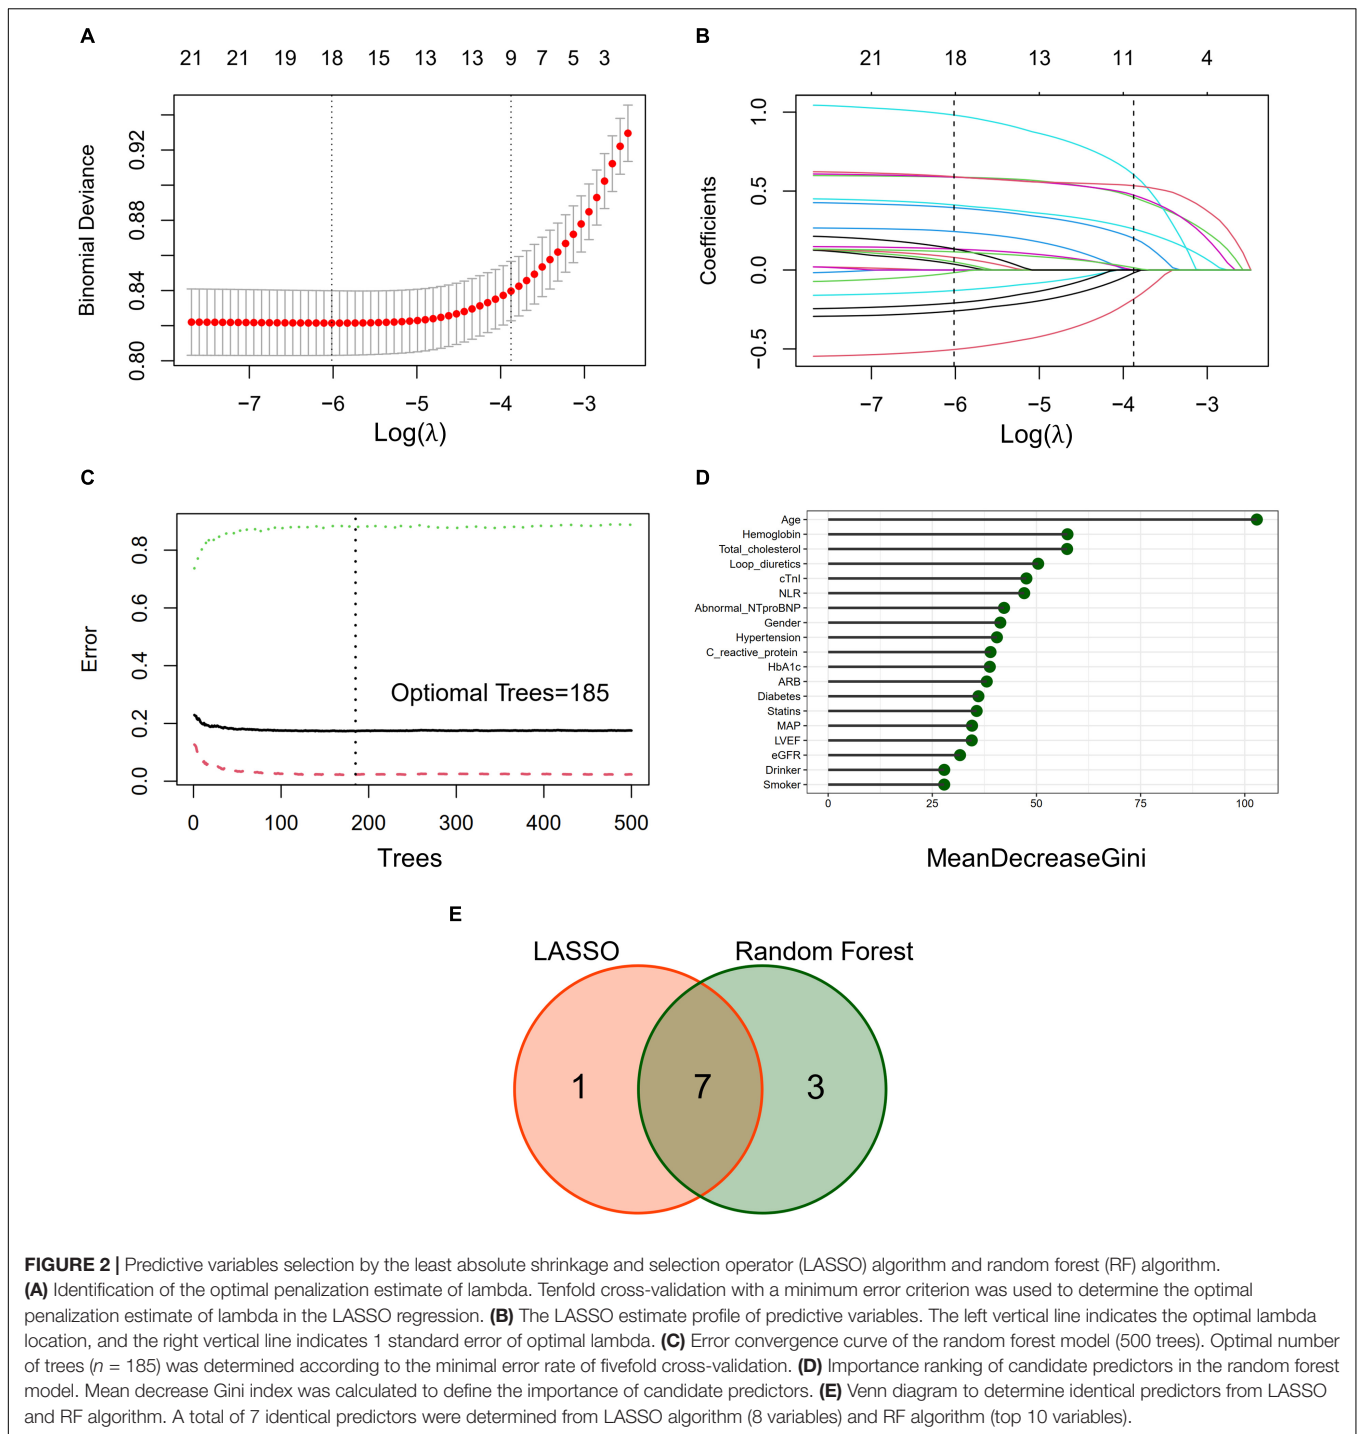 A
21 21 19 18 15 13 13 9 7 5 3
Binomial Deviance
0.92
0.88
0.84
0.80
−7 −6 −5 −4 −3
Log(λ)
B
21 18 13 11 4
Coefficients
1.0
0.5
0.0
−0.5
−7 −6 −5 −4 −3
Log(λ)
C
Error
0.8
0.6
0.4
0.2
0.0
Optiomal Trees=185
0 100 200 300 400 500
Trees
D
Age
Hemoglobin
Total_cholesterol
Loop_diuretics
cTnI
NLR
Abnormal_NTproBNP
Gender
Hypertension
C_reactive_protein
HbA1c
ARB
Diabetes
Statins
MAP
LVEF
eGFR
Drinker
Smoker
0 25 50 75 100
MeanDecreaseGini
E
LASSO Random Forest
1 7 3
FIGURE 2 | Predictive variables selection by the least absolute shrinkage and selection operator (LASSO) algorithm and random forest (RF) algorithm.
(A) Identification of the optimal penalization estimate of lambda. Tenfold cross-validation with a minimum error criterion was used to determine the optimal
penalization estimate of lambda in the LASSO regression. (B) The LASSO estimate profile of predictive variables. The left vertical line indicates the optimal lambda
location, and the right vertical line indicates 1 standard error of optimal lambda. (C) Error convergence curve of the random forest model (500 trees). Optimal number
of trees (n = 185) was determined according to the minimal error rate of fivefold cross-validation. (D) Importance ranking of candidate predictors in the random forest
model. Mean decrease Gini index was calculated to define the importance of candidate predictors. (E) Venn diagram to determine identical predictors from LASSO
and RF algorithm. A total of 7 identical predictors were determined from LASSO algorithm (8 variables) and RF algorithm (top 10 variables).